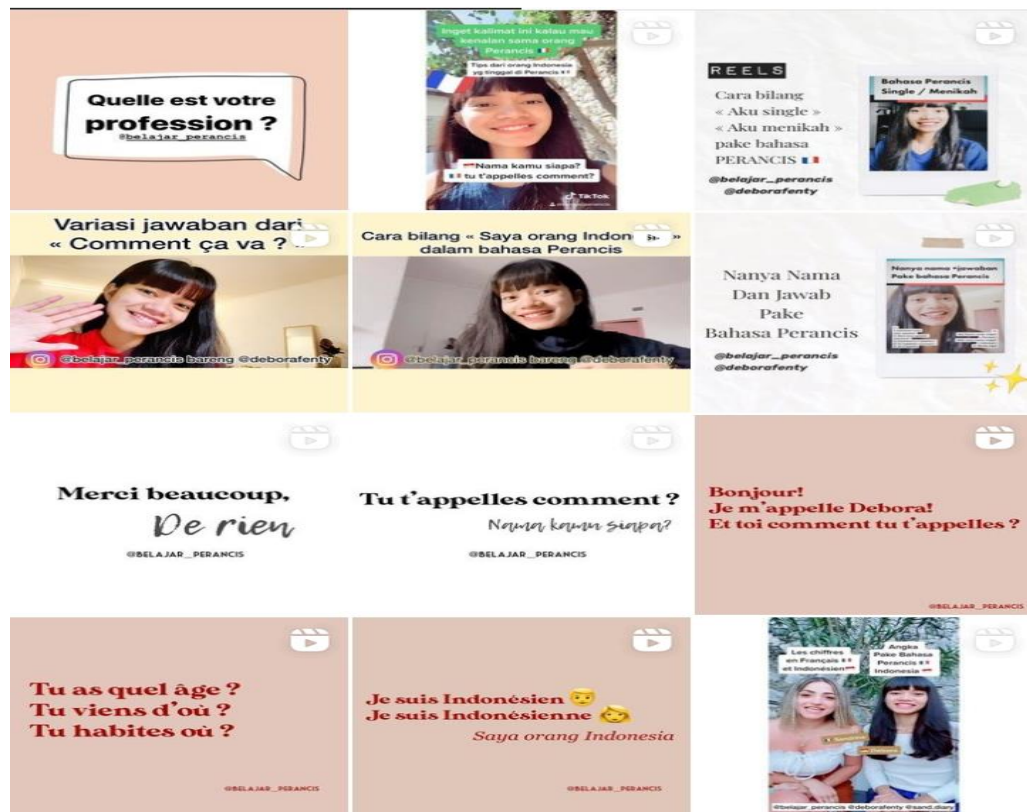 Quelle est votre
profession ?
@belajar_perancis
Inget kalimat ini kalau mau
kenalan sama orang
Perancis 🇫🇷
Tips dari orang Indonesia
yg tinggal di Perancis 🇫🇷
🇮🇩Nama kamu siapa?
🇫🇷 tu t'appelles comment?
TikTok
REELS
Cara bilang
« Aku single »
« Aku menikah »
pake bahasa
PERANCIS 🇫🇷
@belajar_perancis
@deborafenty
Bahasa Perancis
Single / Menikah
Variasi jawaban dari
« Comment ça va ?
@belajar_perancis bareng @deborafenty
Cara bilang « Saya orang Indon »
dalam bahasa Perancis
@belajar_perancis bareng @deborafenty
Nanya Nama
Dan Jawab
Pake
Bahasa Perancis
@belajar_perancis
@deborafenty
Nanya nama +jawaban
Pake bahasa Perancis
Merci beaucoup,
De rien
@BELAJAR_PERANCIS
Tu t'appelles comment ?
Nama kamu siapa?
@BELAJAR_PERANCIS
Bonjour!
Je m'appelle Debora!
Et toi comment tu t'appelles ?
@BELAJAR_PERANCIS
Tu as quel âge ?
Tu viens d'où ?
Tu habites où ?
@BELAJAR_PERANCIS
Je suis Indonésien 👨
Je suis Indonésienne 👩
Saya orang Indonesia
@BELAJAR_PERANCIS
Les chiffres
en Français 🇫🇷
et Indonésien🇮🇩
Angka
Pake Bahasa
Perancis 🇫🇷
Indonesia 🇮🇩
@belajar_perancis @deborafenty @sand.diary